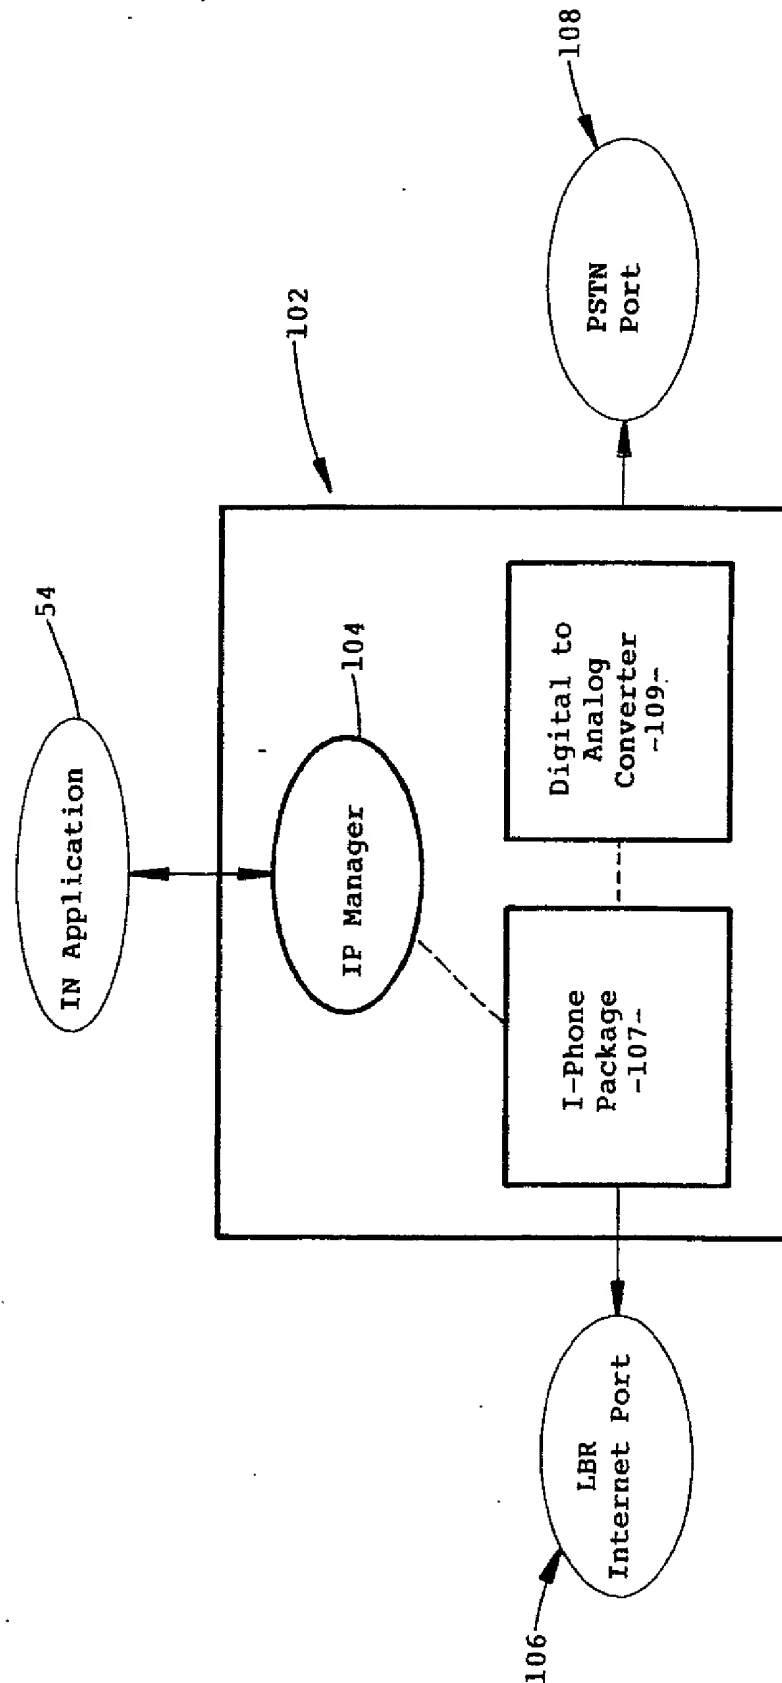 54
IN Application
102
104
IP Manager
108
PSTN
Port
Digital to
Analog
Converter
-109-
I-Phone
Package
-107-
LBR
Internet Port
106